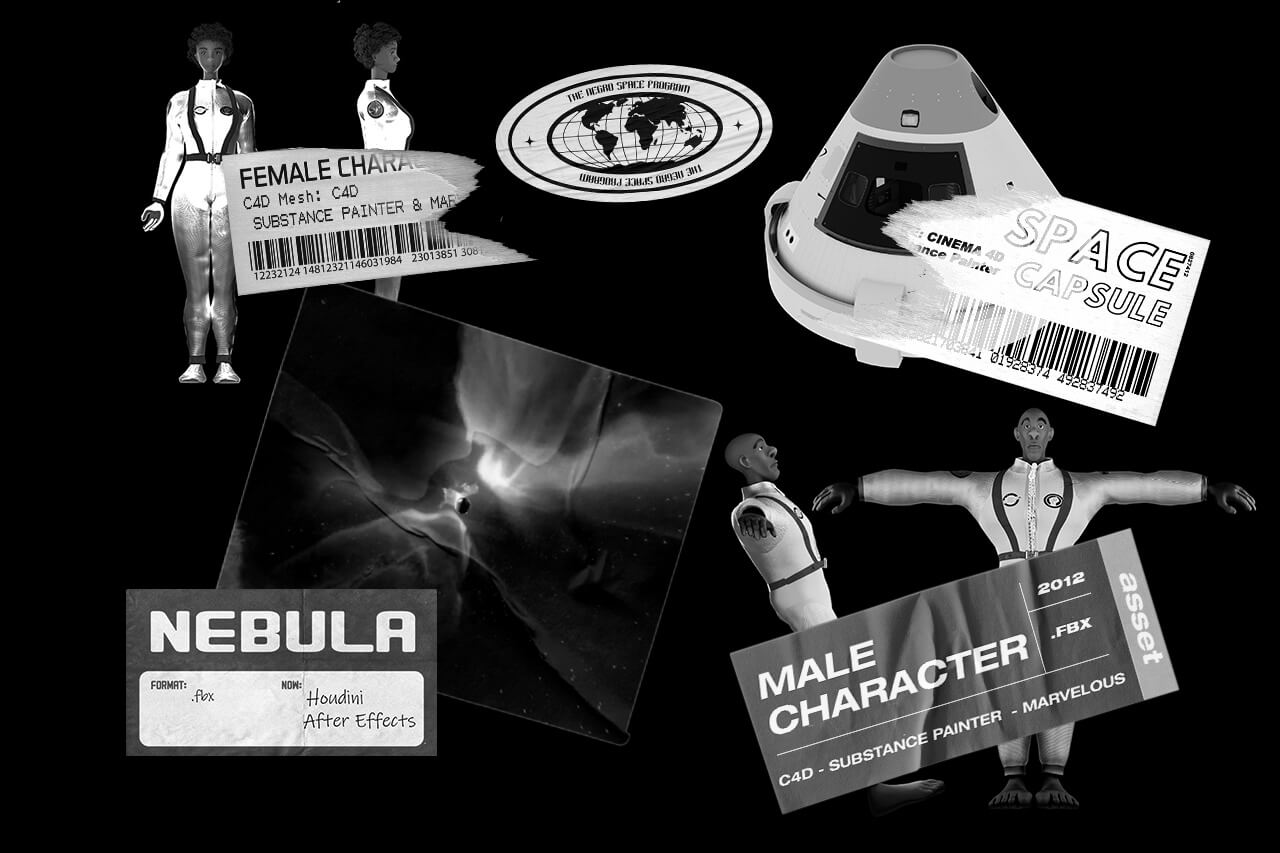 THE NEGRO SPACE PROGRAM
THE NEGRO SPACE PROGRAM
FEMALE CHARAC
C4D Mesh: C4D
SUBSTANCE PAINTER & MAR
12232124 14812321146031984 23013851 308
SPACE
CAPSULE
: CINEMA 4D
ance Painter
01928374 492837492
0837412
NEBULA
FORMAT:
.fbx
NOW:
Houdini
After Effects
2012
.FBX
asset
MALE
CHARACTER
C4D - SUBSTANCE PAINTER - MARVELOUS